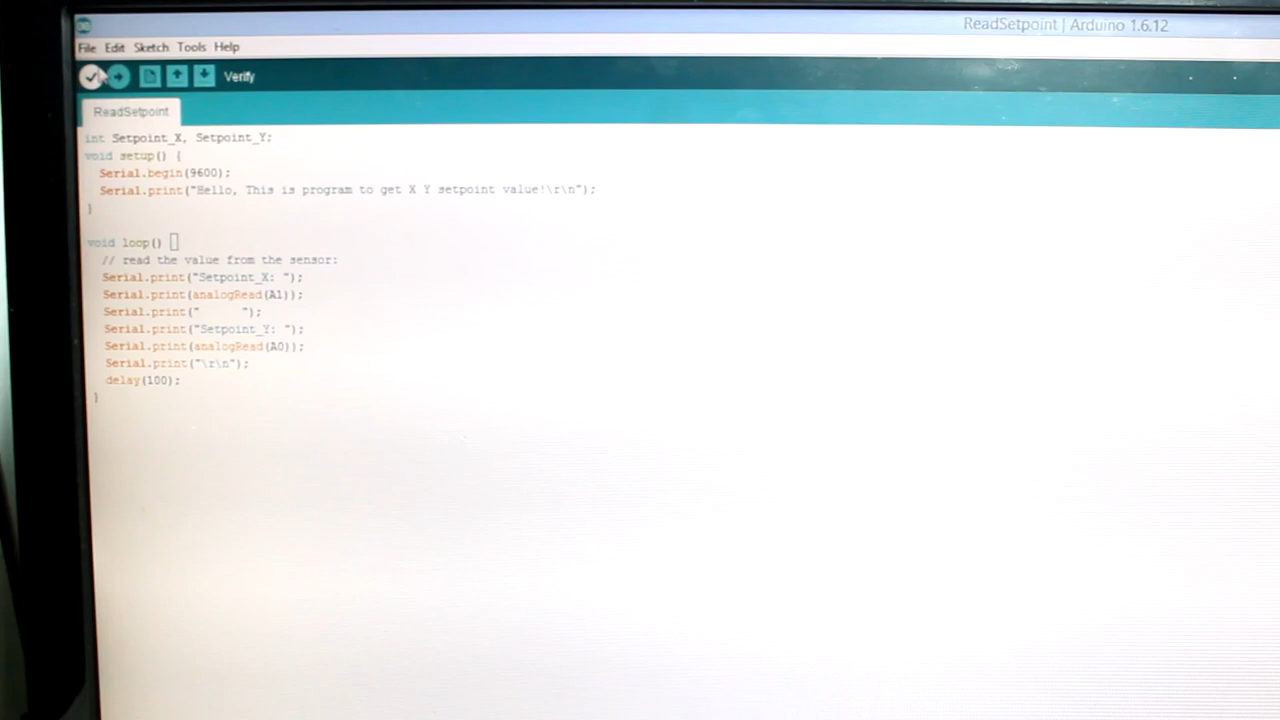 ReadSetpoint | Arduino 1.6.12
File Edit Sketch Tools Help
Verify
ReadSetpoint
int Setpoint_X, Setpoint_Y;
void setup() {
Serial.begin(9600);
Serial.print("Hello, This is program to get X Y setpoint value!\r\n");
}
void loop() {
// read the value from the sensor:
Serial.print("Setpoint_X: ");
Serial.print(analogRead(A1));
Serial.print("      ");
Serial.print("Setpoint_Y: ");
Serial.print(analogRead(A0));
Serial.print("\r\n");
delay(100);
}